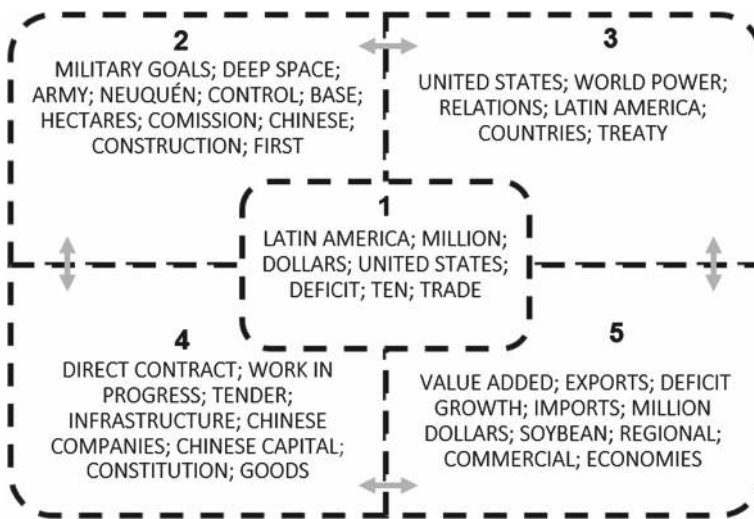 2
MILITARY GOALS; DEEP SPACE;
ARMY; NEUQUÉN; CONTROL; BASE;
HECTARES; COMISSION; CHINESE;
CONSTRUCTION; FIRST
3
UNITED STATES; WORLD POWER;
RELATIONS; LATIN AMERICA;
COUNTRIES; TREATY
1
LATIN AMERICA; MILLION;
DOLLARS; UNITED STATES;
DEFICIT; TEN; TRADE
4
DIRECT CONTRACT; WORK IN
PROGRESS; TENDER;
INFRASTRUCTURE; CHINESE
COMPANIES; CHINESE CAPITAL;
CONSTITUTION; GOODS
5
VALUE ADDED; EXPORTS; DEFICIT
GROWTH; IMPORTS; MILLION
DOLLARS; SOYBEAN; REGIONAL;
COMMERCIAL; ECONOMIES